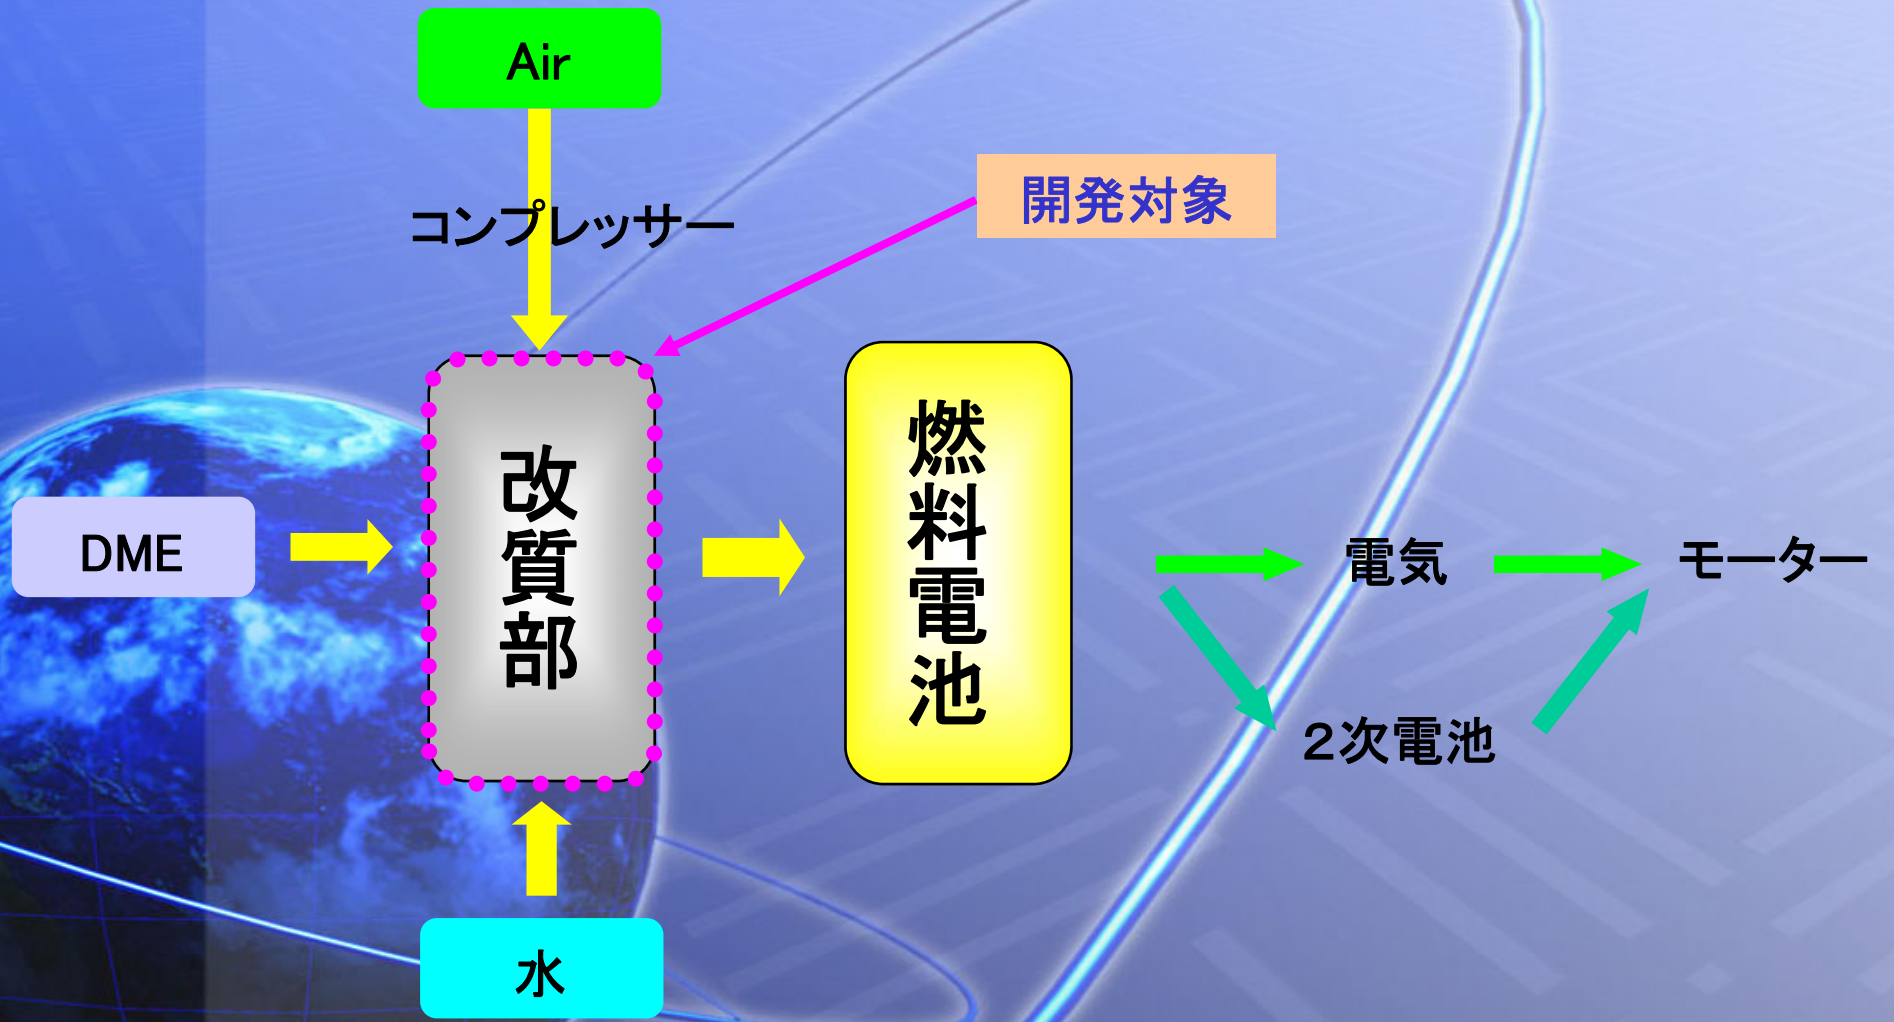 Air
コンプレッサー
開発対象
改質部
燃料電池
DME
電気
モーター
２次電池
水